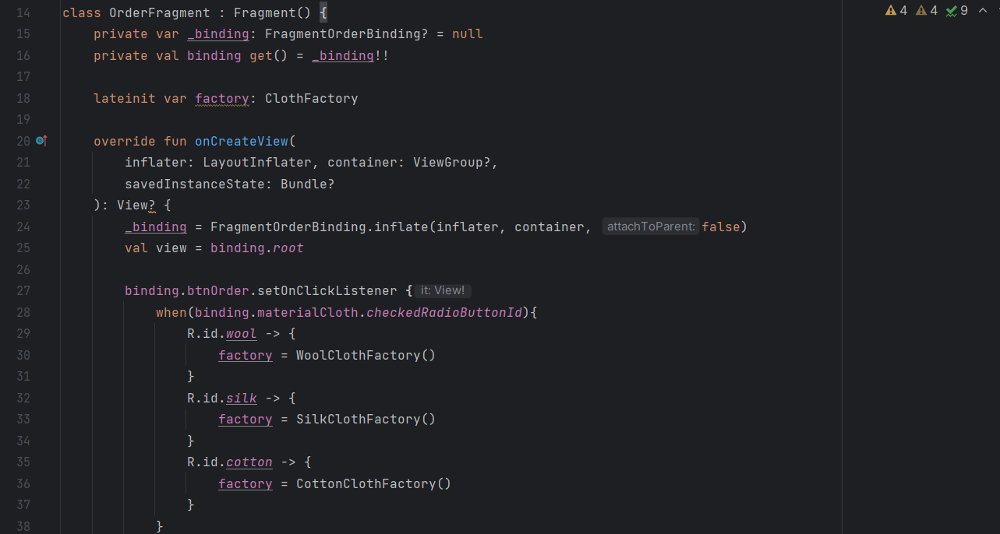 14 class OrderFragment : Fragment() {
4 4 9
15 private var _binding: FragmentOrderBinding? = null
16 private val binding get() = _binding!!
17
18 lateinit var factory: ClothFactory
19
20 override fun onCreateView(
21 inflater: LayoutInflater, container: ViewGroup?,
22 savedInstanceState: Bundle?
23 ): View? {
24 _binding = FragmentOrderBinding.inflate(inflater, container, attachToParent: false)
25 val view = binding.root
26
27 binding.btnOrder.setOnClickListener { it: View!
28 when(binding.materialCloth.checkedRadioButtonId){
29 R.id.wool -> {
30 factory = WoolClothFactory()
31 }
32 R.id.silk -> {
33 factory = SilkClothFactory()
34 }
35 R.id.cotton -> {
36 factory = CottonClothFactory()
37 }
38 }